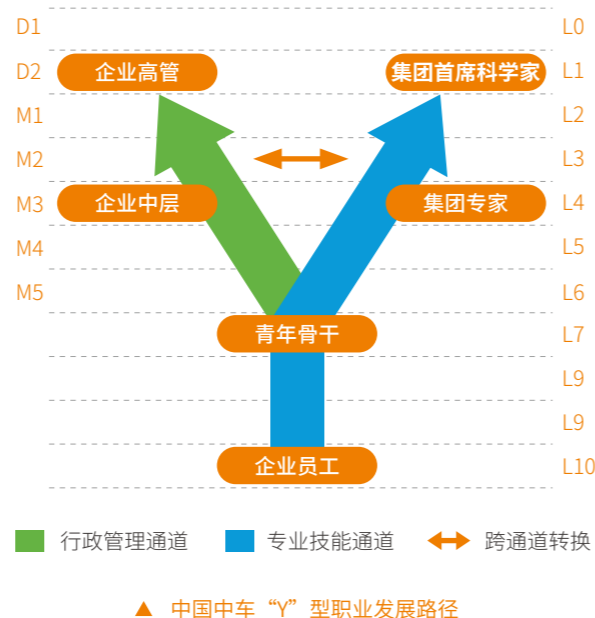 D1 L0
D2 企业高管 集团首席科学家 L1
M1 L2
M2 L3
M3 企业中层 集团专家 L4
M4 L5
M5 L6
青年骨干 L7
L9
L9
企业员工 L10
行政管理通道 专业技能通道 跨通道转换
▲ 中国中车“Y”型职业发展路径